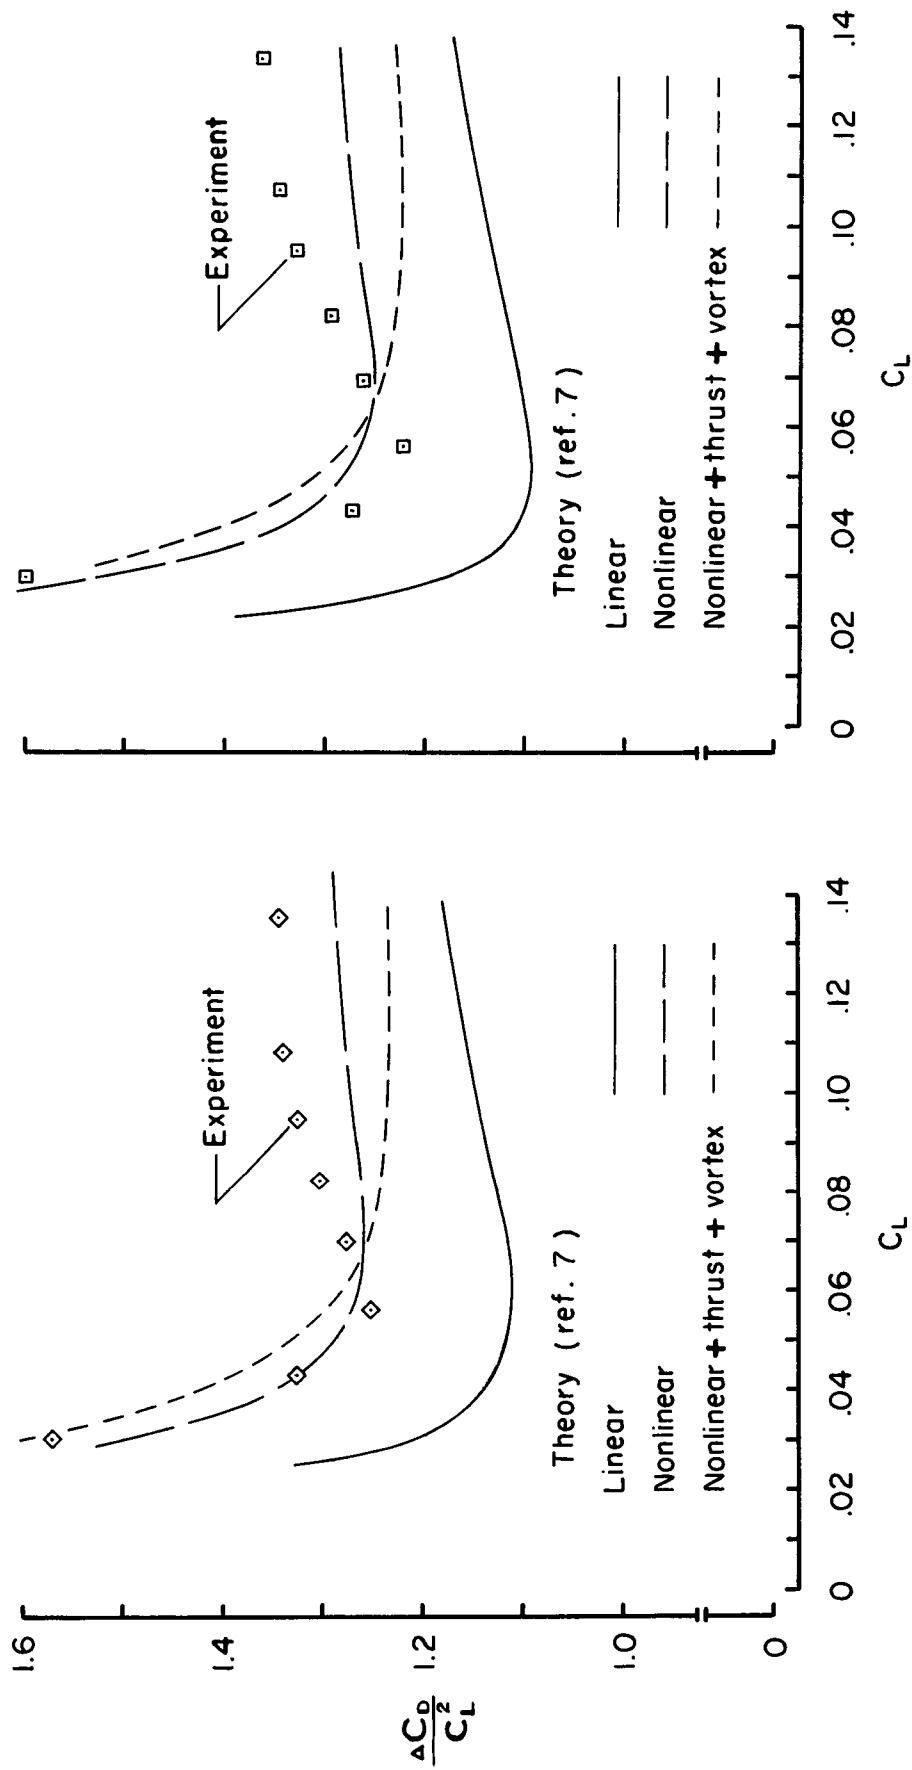 1.6
1.4
1.2
1.0
0
ΔC_D
C_L^2
Experiment
Theory (ref. 7)
Linear
Nonlinear
Nonlinear + thrust + vortex
0 .02 .04 .06 .08 .10 .12 .14
C_L
Experiment
Theory (ref. 7)
Linear
Nonlinear
Nonlinear + thrust + vortex
0 .02 .04 .06 .08 .10 .12 .14
C_L